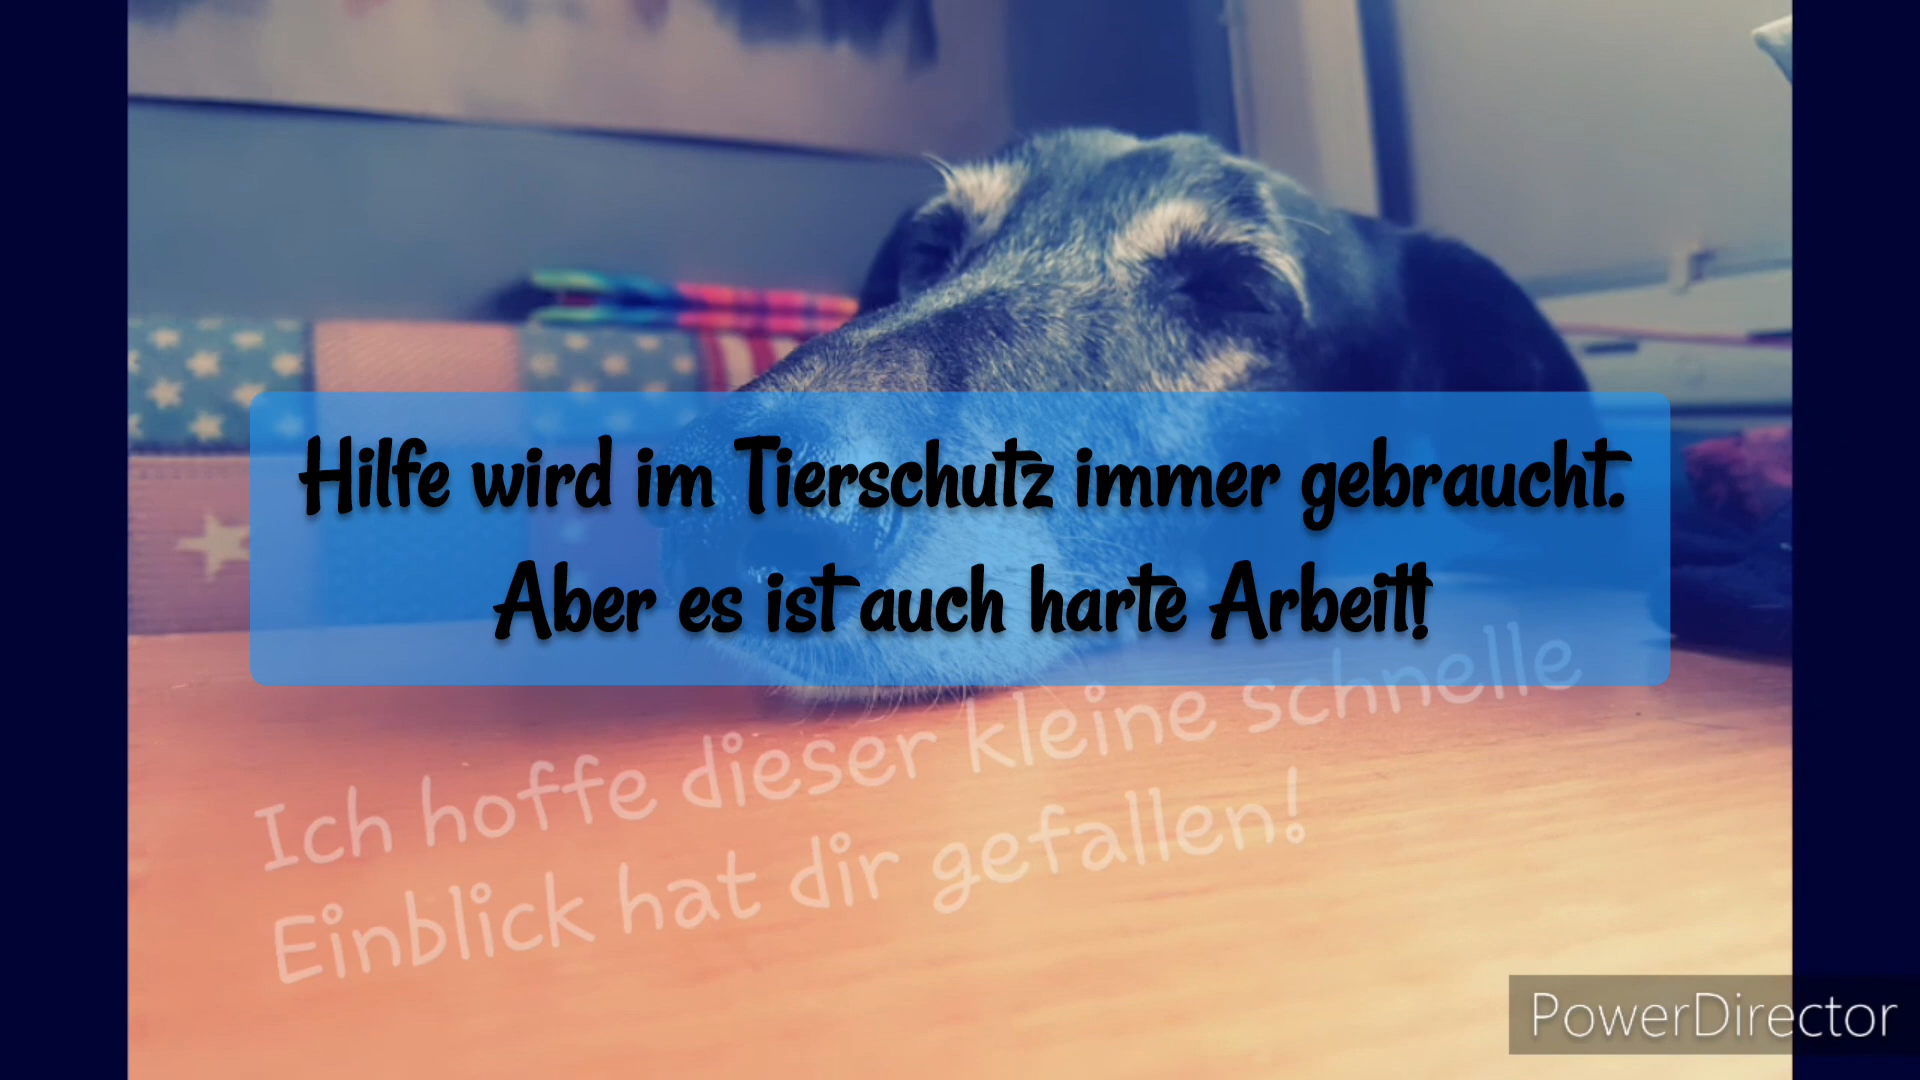 Hilfe wird im Tierschutz immer gebraucht.
Aber es ist auch harte Arbeit!
Ich hoffe dieser kleine schnelle
Einblick hat dir gefallen!
PowerDirector